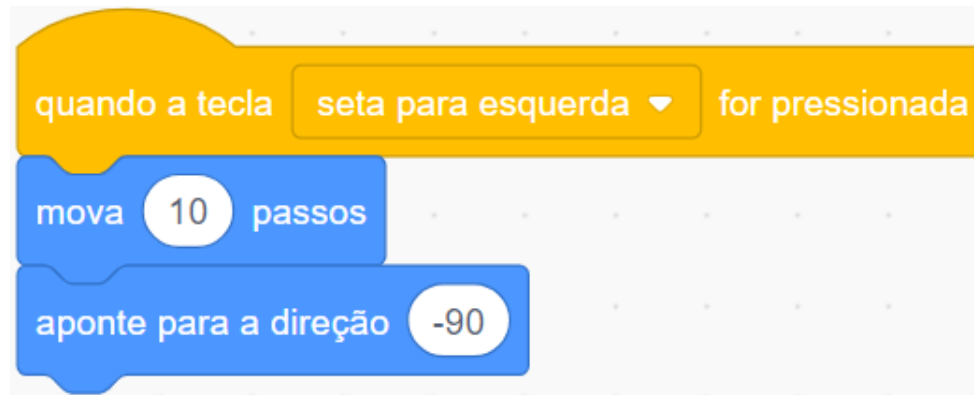 quando a tecla seta para esquerda for pressionada
mova 10 passos
aponte para a direção -90